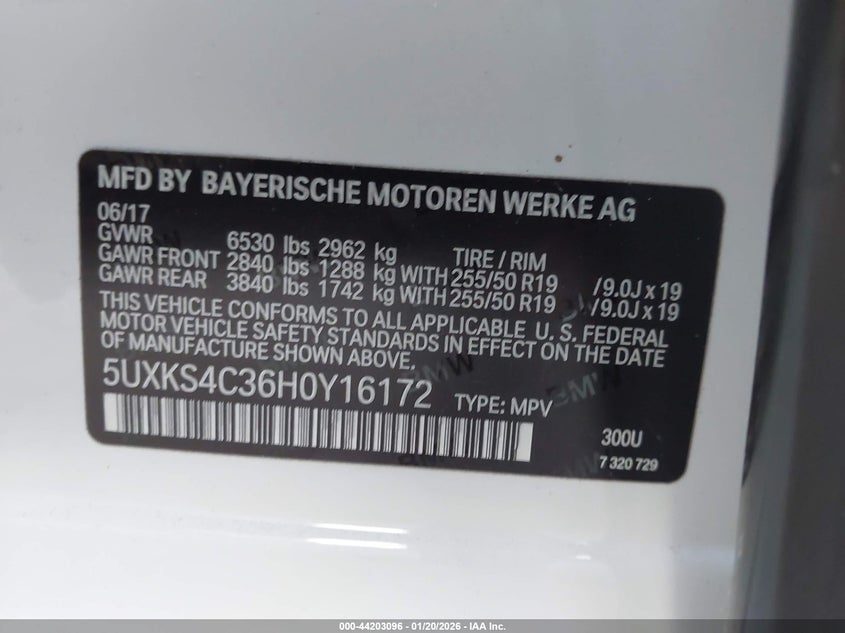 MFD BY BAYERISCHE MOTOREN WERKE AG
06/17
GVWR 6530 lbs 2962 kg TIRE / RIM
GAWR FRONT 2840 lbs 1288 kg WITH 255/50 R19 /9.0J x 19
GAWR REAR 3840 lbs 1742 kg WITH 255/50 R19 /9.0J x 19
THIS VEHICLE CONFORMS TO ALL APPLICABLE U. S. FEDERAL
MOTOR VEHICLE SAFETY STANDARDS IN EFFECT ON THE DATE
OF MANUFACTURE SHOWN ABOVE.
5UXKS4C36H0Y16172 TYPE: MPV
300U
7 320 729
000-44203096 - 01/20/2026 - IAA Inc.